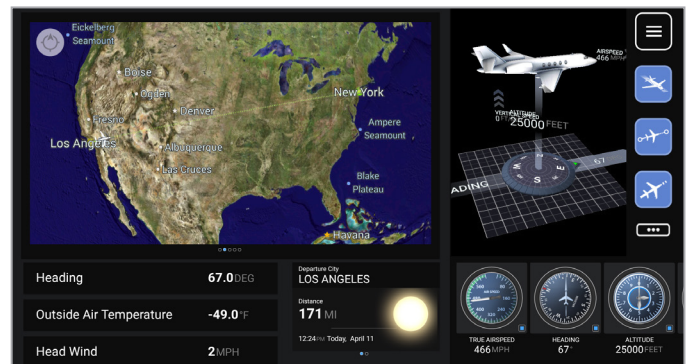 Eickelberg
Seamount
Boise
Ogden
Denver
New York
Fresno
Ampere
Seamount
Los Angeles
Albuquerque
Las Cruces
Blake
Plateau
Havana
AIRSPEED
466 MPH
VERTICAL SPEED
ALTITUDE
0
25000 FEET
67
ADING
S
E
W
Heading
67.0 DEG
Outside Air Temperature
-49.0 °F
Head Wind
2 MPH
Departure City
LOS ANGELES
Distance
171 MI
12:24 PM Today, April 11
TRUE AIRSPEED
466 MPH
HEADING
67°
ALTITUDE
25000 FEET